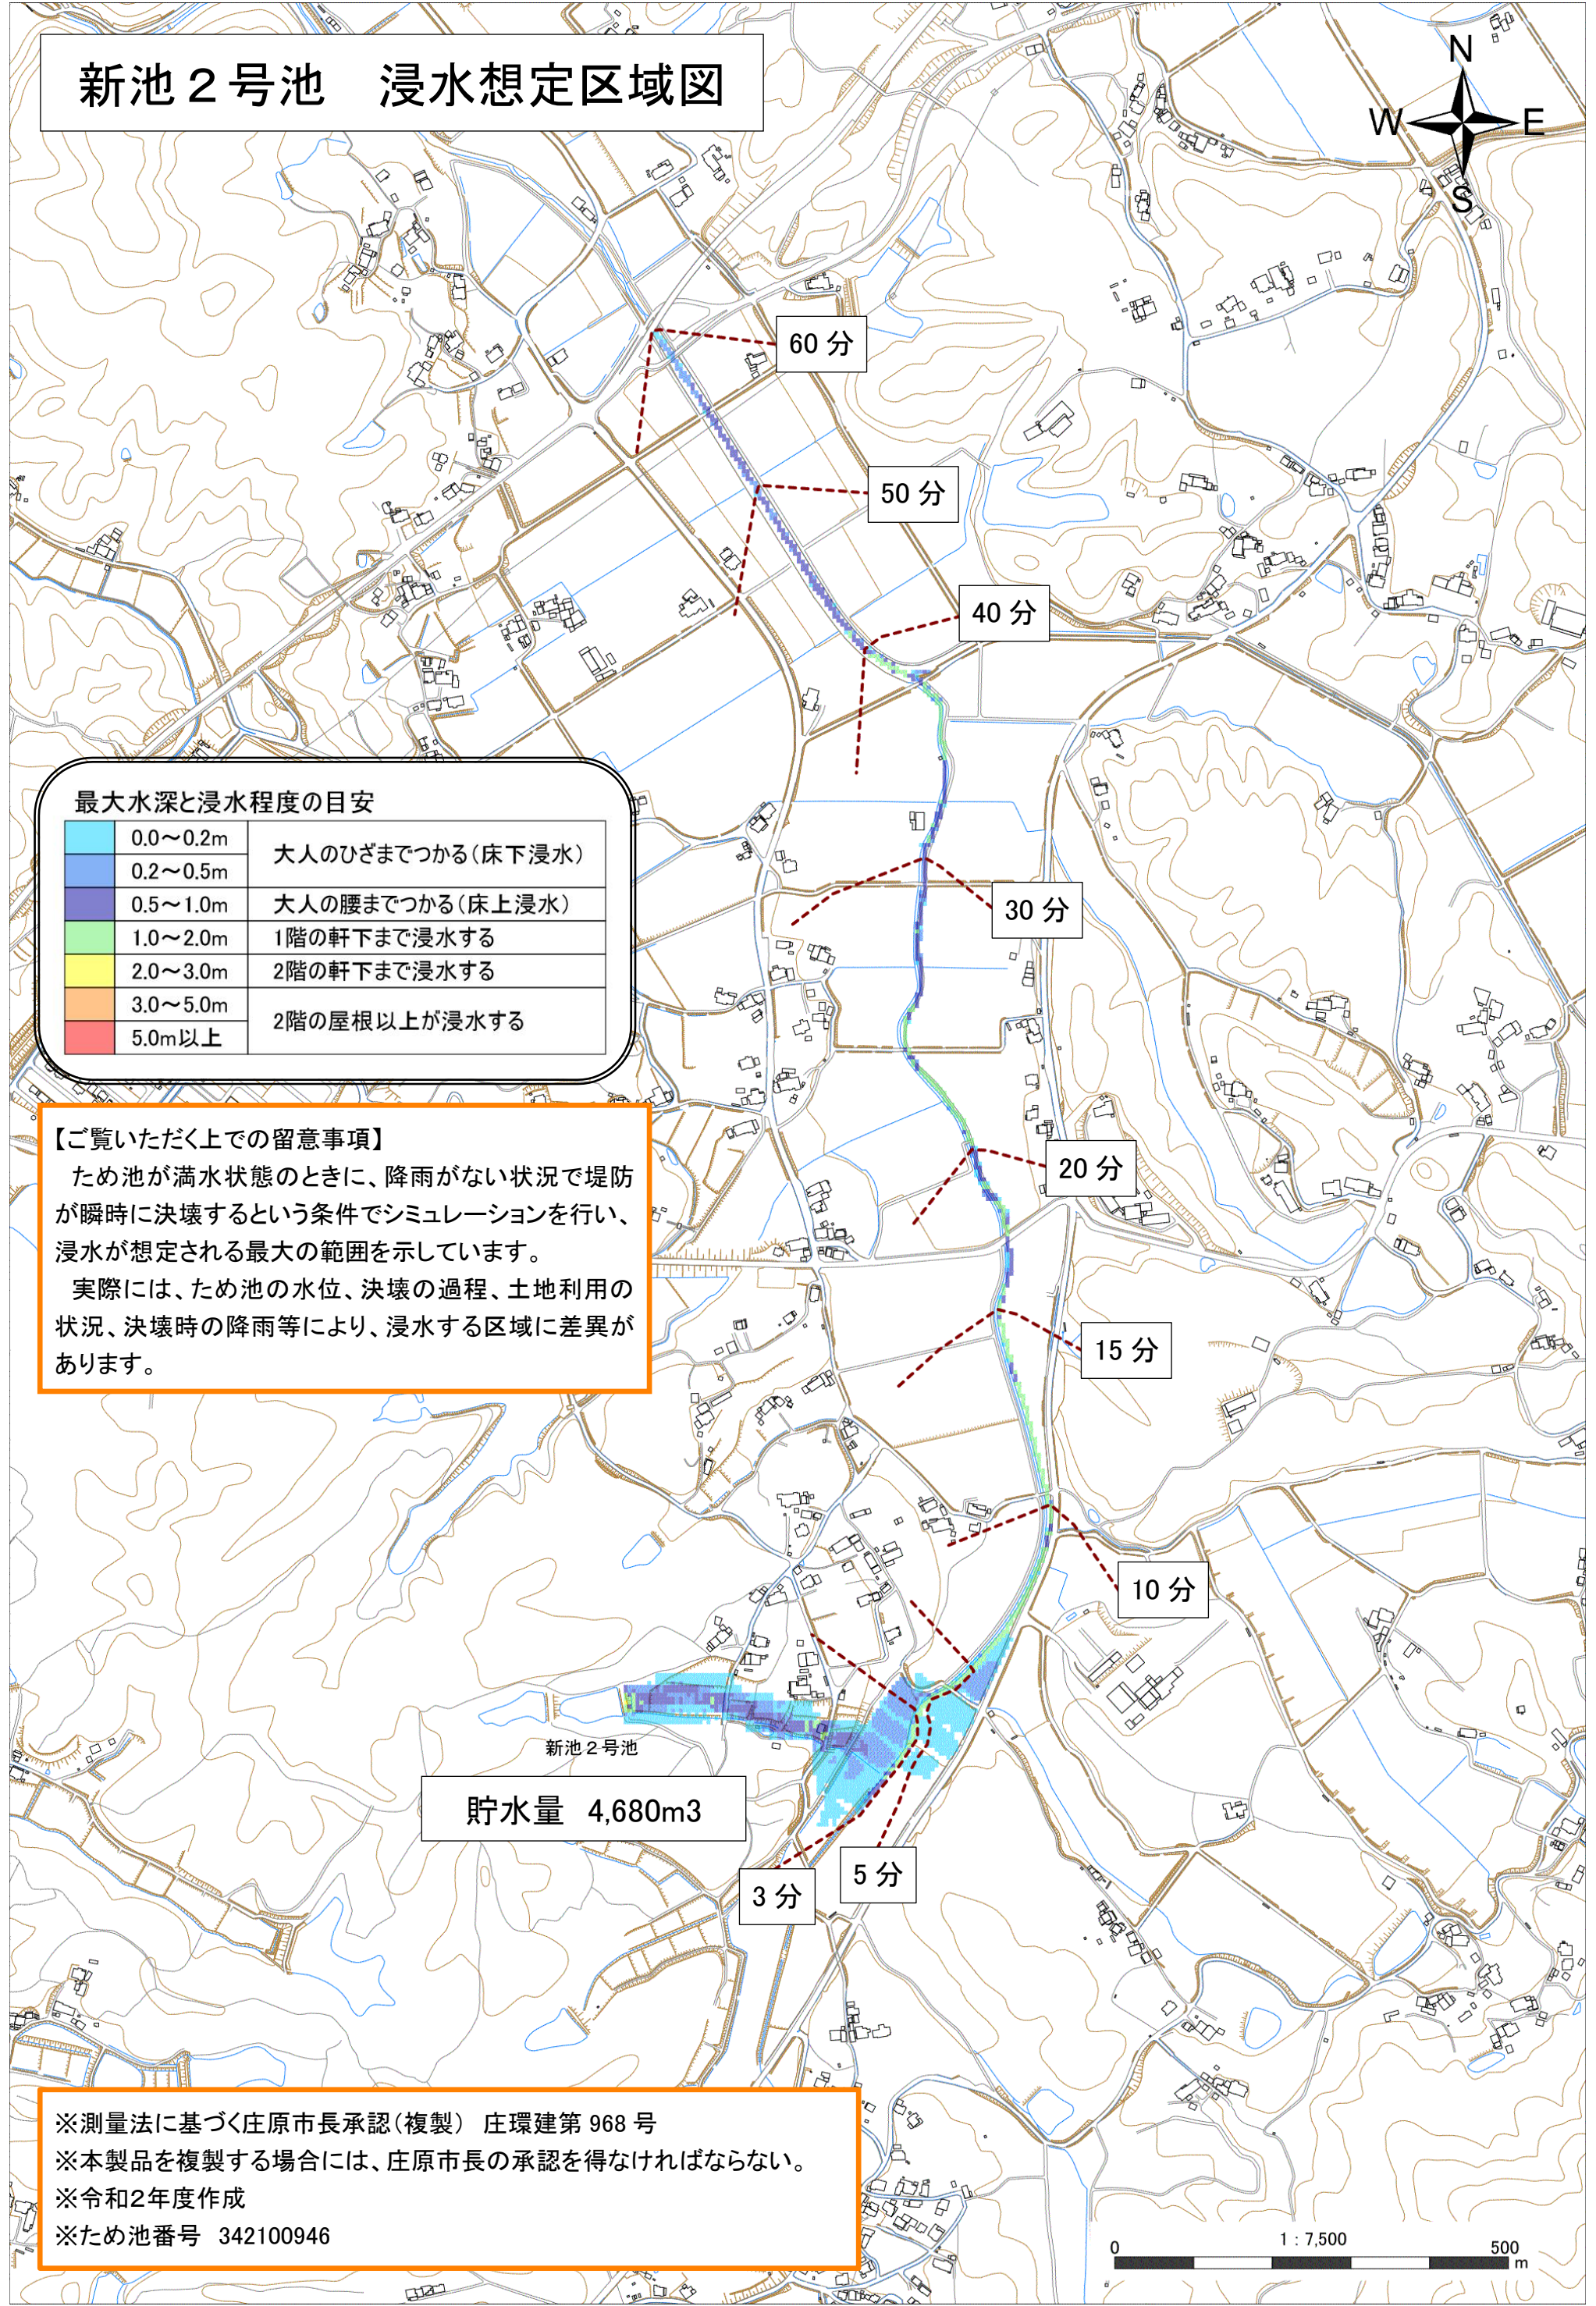 新池２号池　浸水想定区域図
N
W
E
S
60 分
50 分
40 分
30 分
20 分
15 分
10 分
5 分
3 分
最大水深と浸水程度の目安
0.0～0.2m
大人のひざまでつかる（床下浸水）
0.2～0.5m
0.5～1.0m 大人の腰までつかる（床上浸水）
1.0～2.0m 1階の軒下まで浸水する
2.0～3.0m 2階の軒下まで浸水する
3.0～5.0m
2階の屋根以上が浸水する
5.0m以上
【ご覧いただく上での留意事項】
　ため池が満水状態のときに、降雨がない状況で堤防
が瞬時に決壊するという条件でシミュレーションを行い、
浸水が想定される最大の範囲を示しています。
　実際には、ため池の水位、決壊の過程、土地利用の
状況、決壊時の降雨等により、浸水する区域に差異が
あります。
新池２号池
貯水量　4,680m3
※測量法に基づく庄原市長承認（複製）　庄環建第 968 号
※本製品を複製する場合には、庄原市長の承認を得なければならない。
※令和２年度作成
※ため池番号　342100946
1：7,500
0 500
m